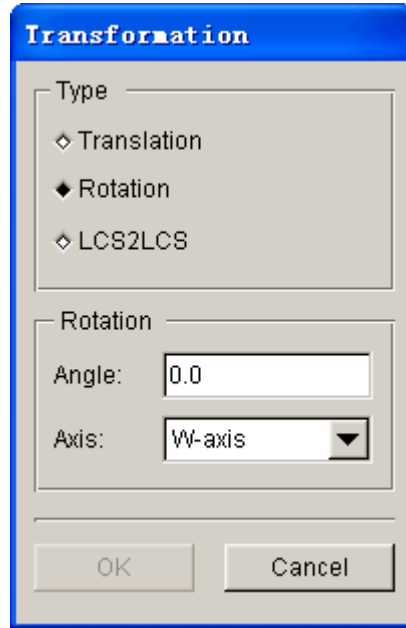 Transformation
Type
Translation
Rotation
LCS2LCS
Rotation
Angle: 0.0
Axis: W-axis
OK Cancel